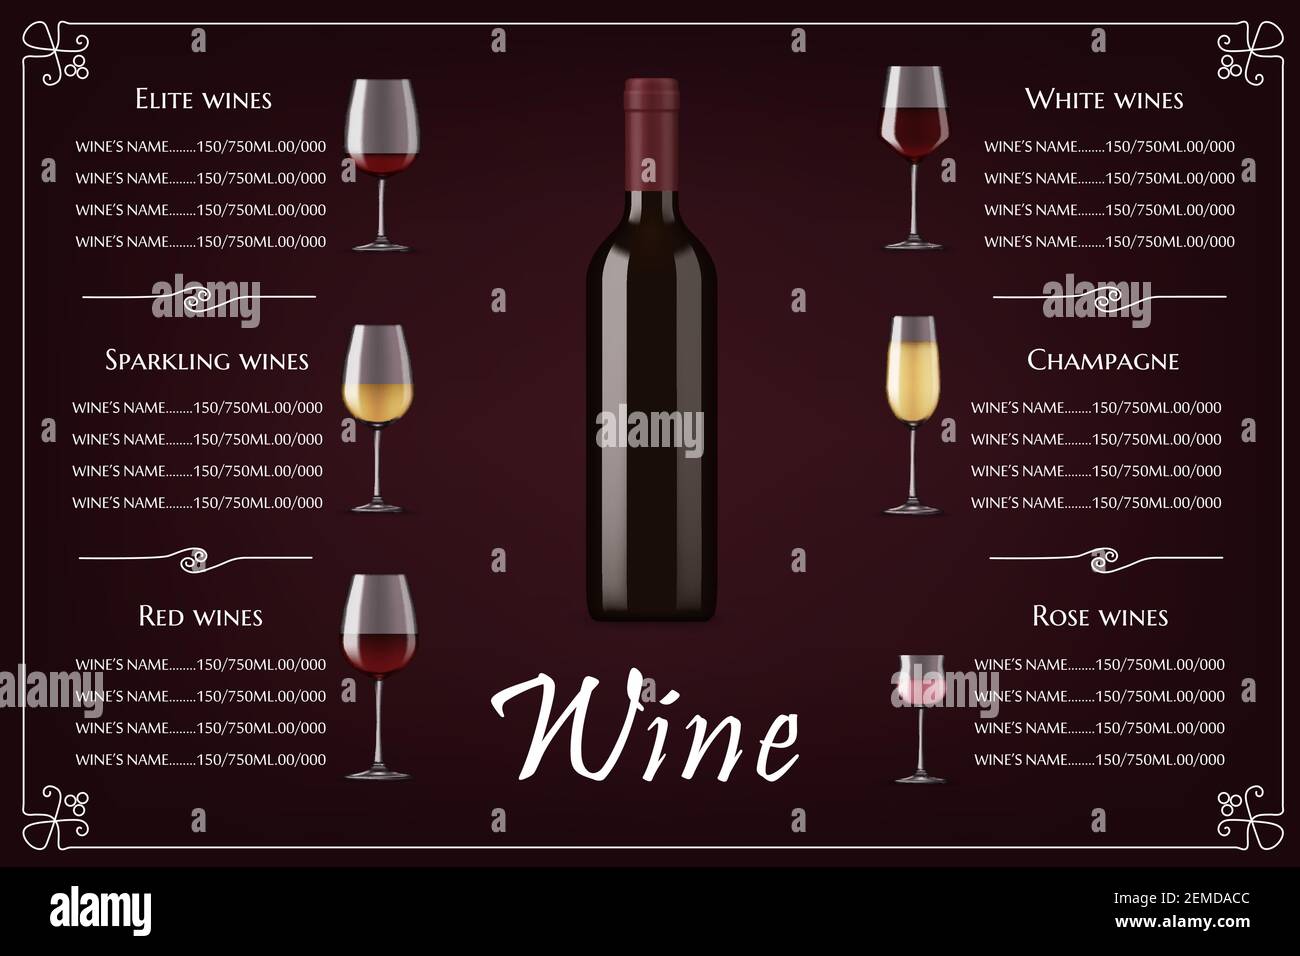 Elite wines
WINE'S NAME........150/750ML.00/000
WINE'S NAME........150/750ML.00/000
WINE'S NAME........150/750ML.00/000
WINE'S NAME........150/750ML.00/000
Sparkling wines
WINE'S NAME........150/750ML.00/000
WINE'S NAME........150/750ML.00/000
WINE'S NAME........150/750ML.00/000
WINE'S NAME........150/750ML.00/000
Red wines
WINE'S NAME........150/750ML.00/000
WINE'S NAME........150/750ML.00/000
WINE'S NAME........150/750ML.00/000
WINE'S NAME........150/750ML.00/000
Wine
White wines
WINE'S NAME........150/750ML.00/000
WINE'S NAME........150/750ML.00/000
WINE'S NAME........150/750ML.00/000
WINE'S NAME........150/750ML.00/000
Champagne
WINE'S NAME........150/750ML.00/000
WINE'S NAME........150/750ML.00/000
WINE'S NAME........150/750ML.00/000
WINE'S NAME........150/750ML.00/000
Rose wines
WINE'S NAME........150/750ML.00/000
WINE'S NAME........150/750ML.00/000
WINE'S NAME........150/750ML.00/000
WINE'S NAME........150/750ML.00/000
alamy
alamy
alamy
alamy
alamy
alamy
Image ID: 2EMDACC
www.alamy.com